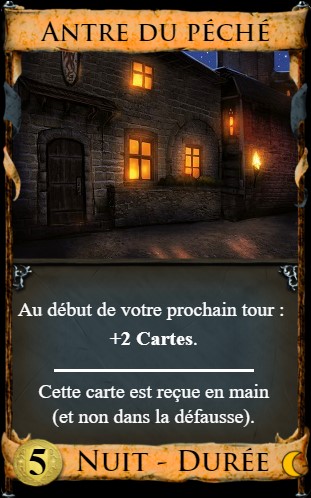 Antre du péché
Au début de votre prochain tour :
+2 Cartes.
Cette carte est reçue en main
(et non dans la défausse).
5 Nuit - Durée